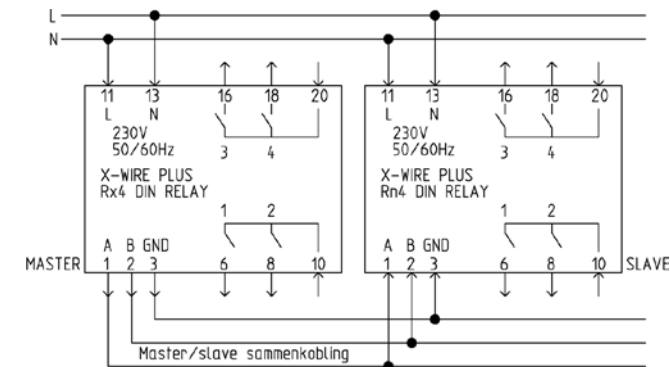 L
N
11 13 16 18 20 11 13 16 18 20
L N L N
230V 230V
50/60Hz 3 4 50/60Hz 3 4
X-WIRE PLUS X-WIRE PLUS
Rx4 DIN RELAY Rn4 DIN RELAY
1 2 1 2
A B GND A B GND
MASTER 1 2 3 6 8 10 1 2 3 6 8 10 SLAVE
Master/slave sammenkobling